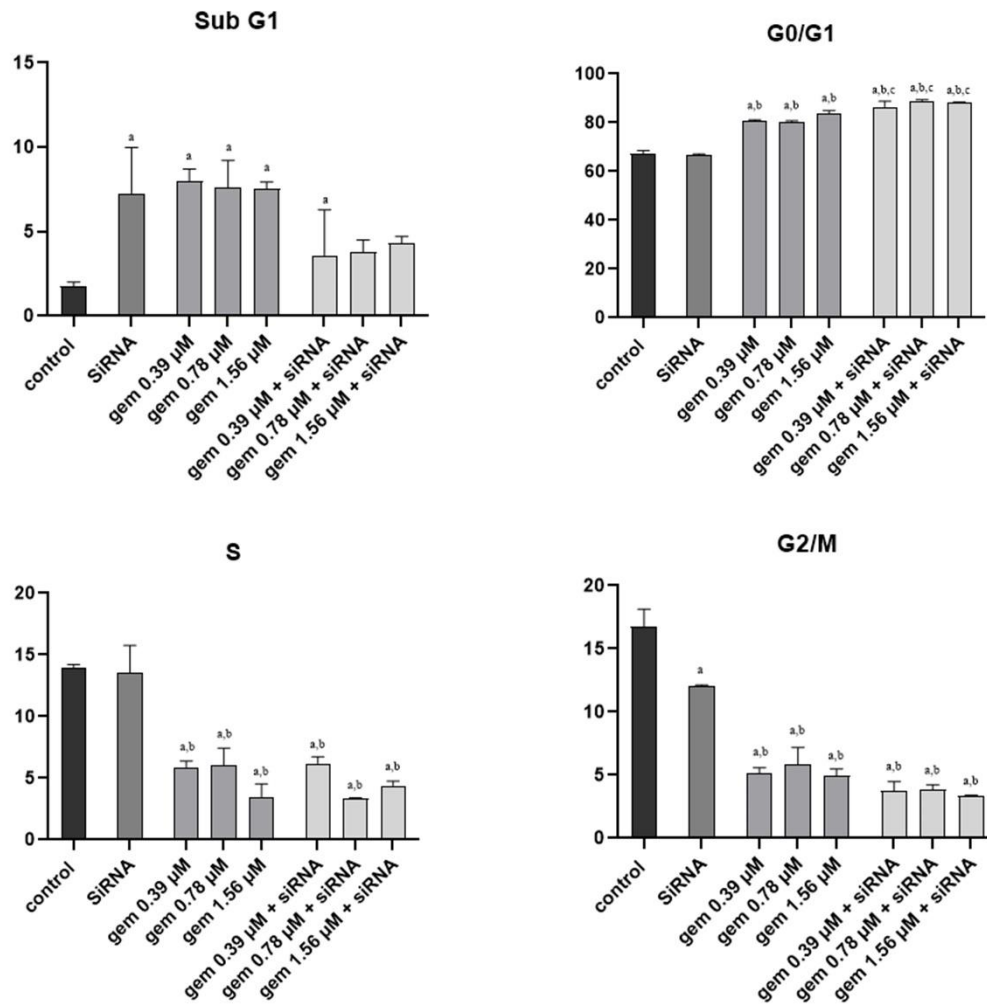 Sub G1
15
10
5
0
a
a
a
a
a
control
SiRNA
gem 0.39 µM
gem 0.78 µM
gem 1.56 µM
gem 0.39 µM + siRNA
gem 0.78 µM + siRNA
gem 1.56 µM + siRNA
G0/G1
100
80
60
40
20
0
a,b
a,b
a,b
a,b,c
a,b,c
a,b,c
control
SiRNA
gem 0.39 µM
gem 0.78 µM
gem 1.56 µM
gem 0.39 µM + siRNA
gem 0.78 µM + siRNA
gem 1.56 µM + siRNA
S
20
15
10
5
0
a,b
a,b
a,b
a,b
a,b
a,b
control
SiRNA
gem 0.39 µM
gem 0.78 µM
gem 1.56 µM
gem 0.39 µM + siRNA
gem 0.78 µM + siRNA
gem 1.56 µM + siRNA
G2/M
20
15
10
5
0
a
a,b
a,b
a,b
a,b
a,b
a,b
control
SiRNA
gem 0.39 µM
gem 0.78 µM
gem 1.56 µM
gem 0.39 µM + siRNA
gem 0.78 µM + siRNA
gem 1.56 µM + siRNA